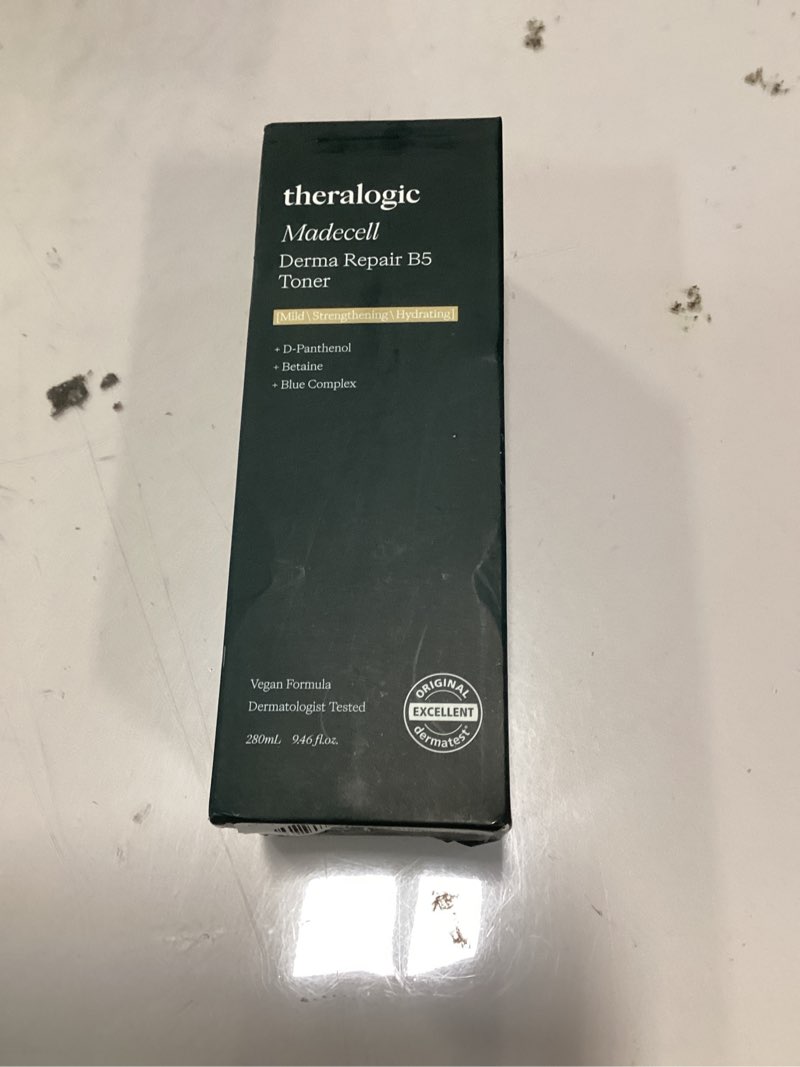 theralogic
Madecell
Derma Repair B5
Toner
[Mild \ Strengthening \ Hydrating]
+ D-Panthenol
+ Betaine
+ Blue Complex
Vegan Formula
Dermatologist Tested
280mL 9.46 fl.oz.
ORIGINAL
EXCELLENT
dermatest®